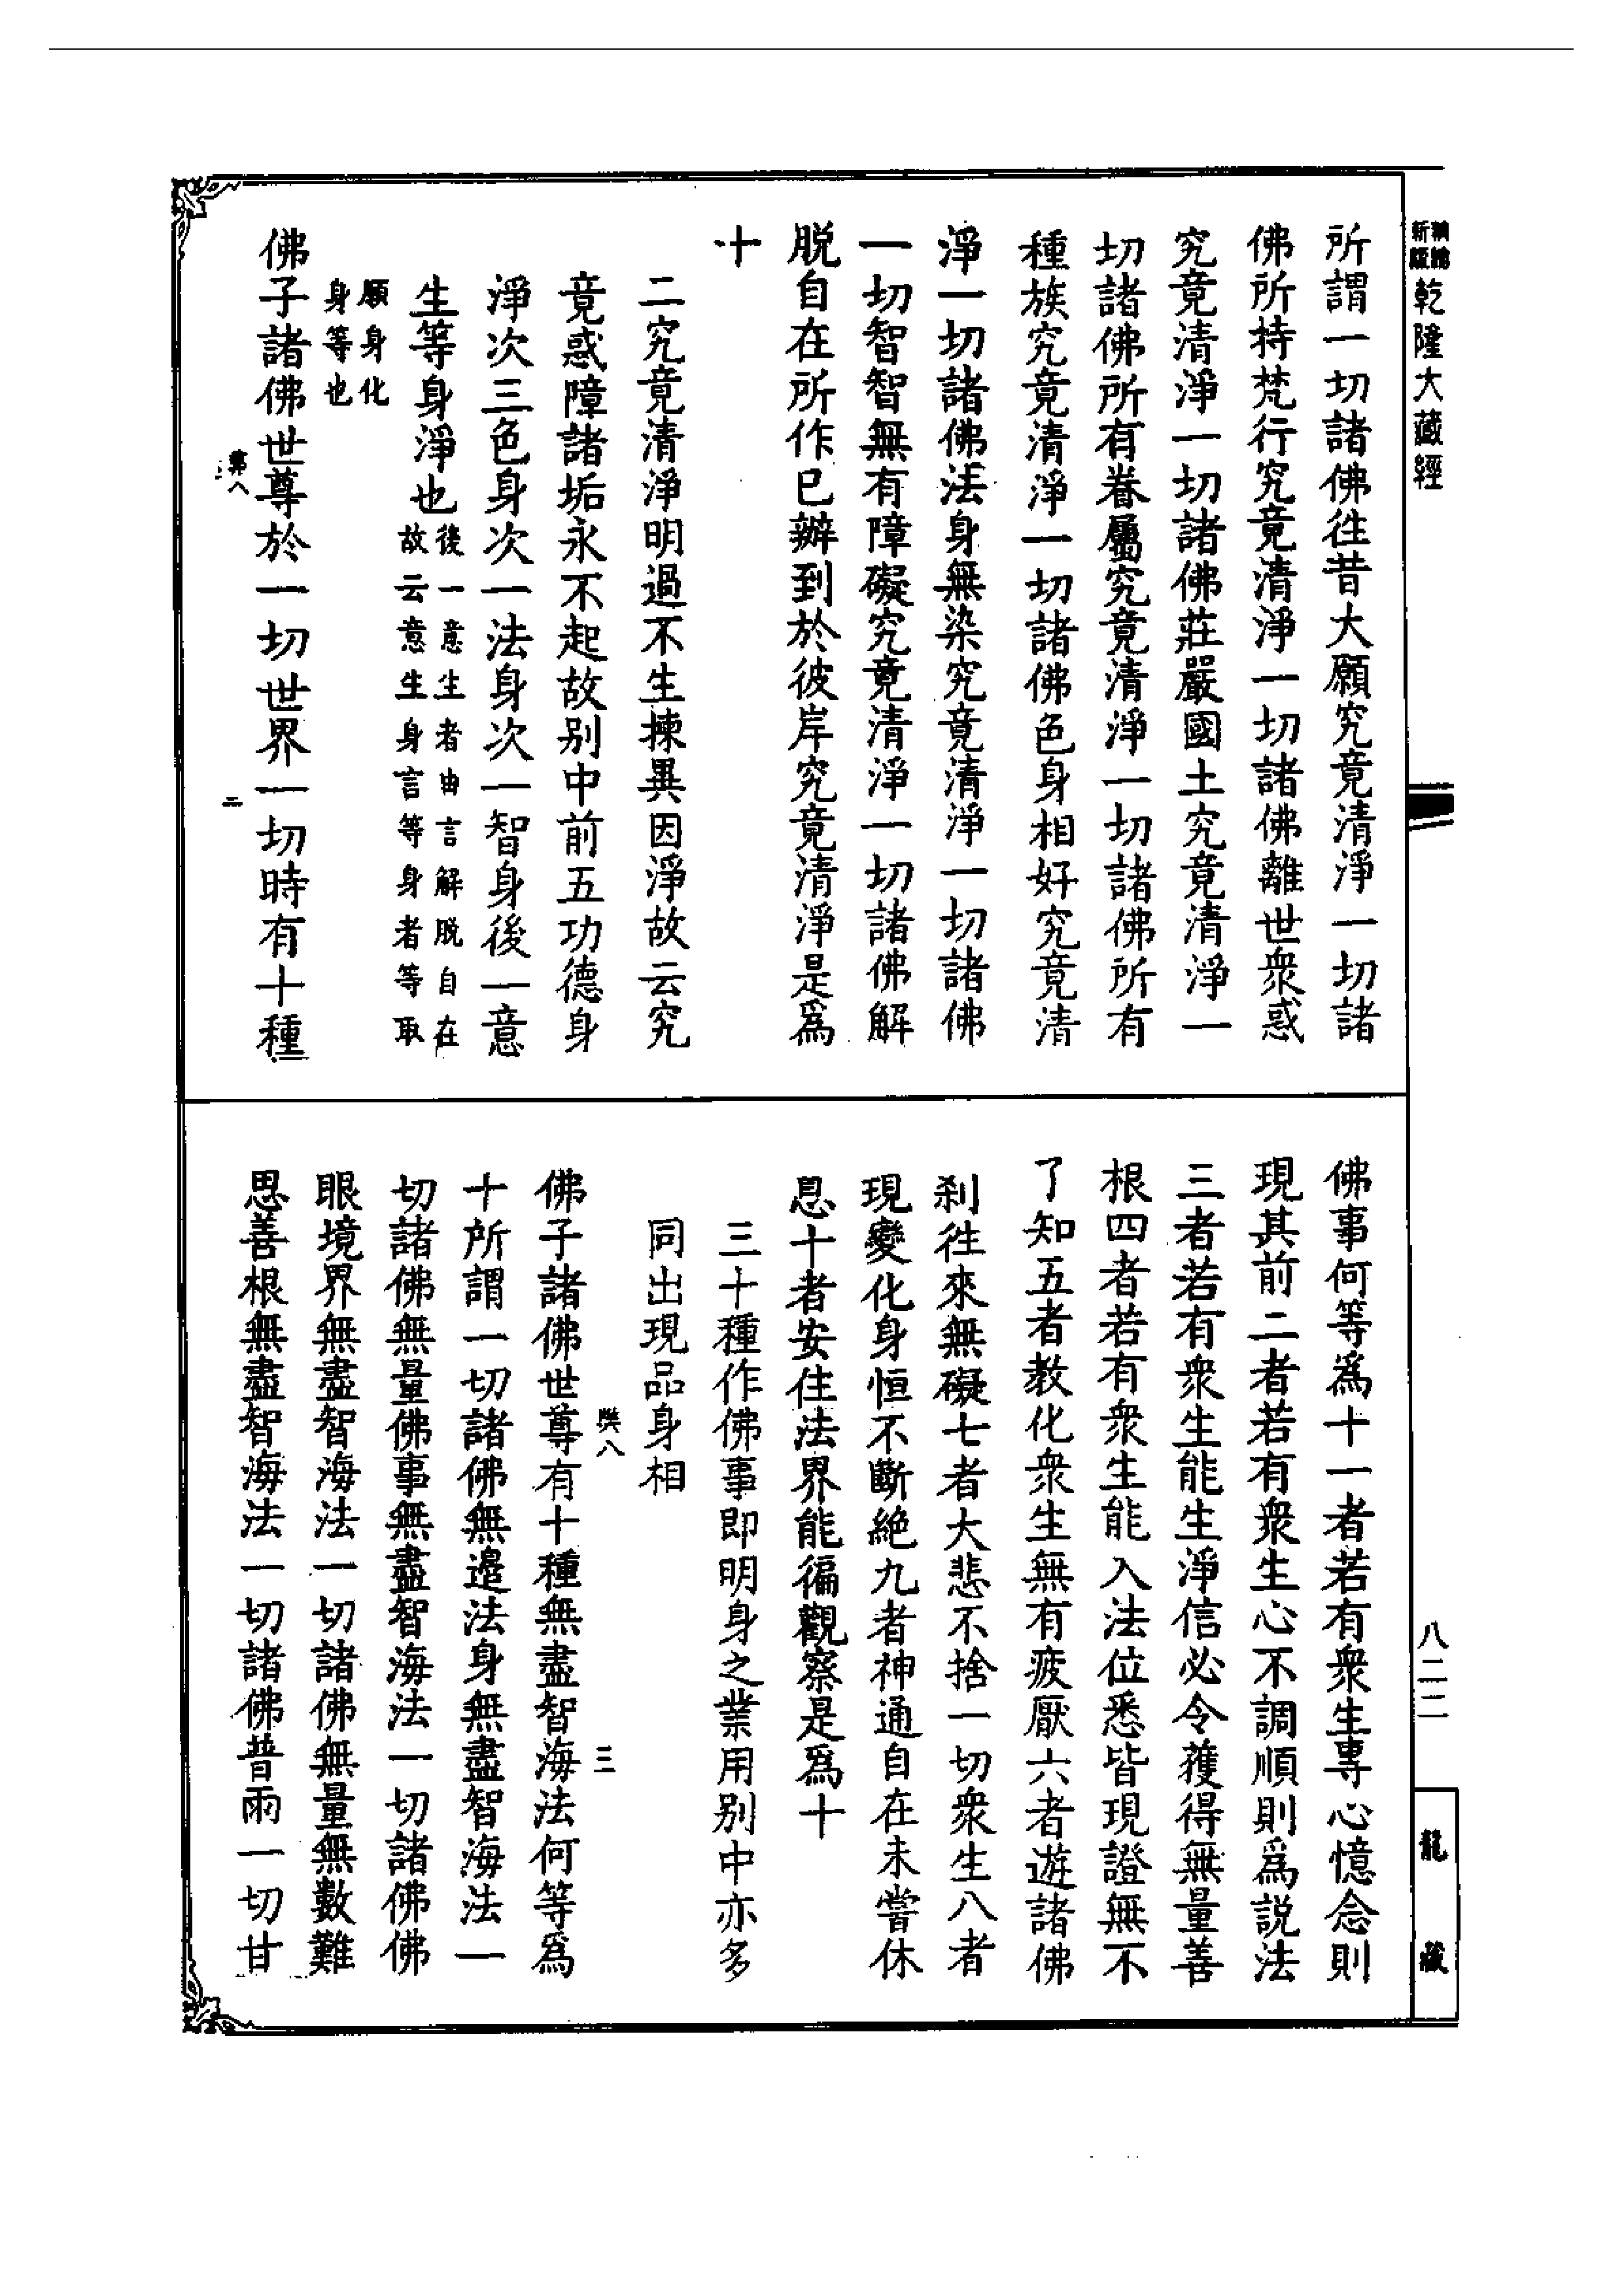 新版
乾隆大藏經
所謂一切諸佛往昔大願究竟清淨一切諸
佛所持梵行究竟清淨一切諸佛離世衆惑
究竟清淨一切諸佛莊嚴國土究竟清淨一
切諸佛所有眷屬究竟清淨一切諸佛所有
種族究竟清淨一切諸佛色身相好究竟清
淨一切諸佛法身無染究竟清淨一切諸佛
一切智智無有障礙究竟清淨一切諸佛解
脱自在所作已辦到於彼岸究竟清淨是爲
十
二究竟清淨明過不生揀異因淨故云究
竟惑障諸垢永不起故别中前五功德身
淨次三色身次一法身次一智身後一意
生等身淨也
後一意生者由言解脱自在
故云意生身言等身者等取
願身化
身等也
佛子諸佛世尊於一切世界一切時有十種
二
佛事何等爲十一者若有衆生專心憶念則
現其前二者若有衆生心不調順則爲説法
三者若有衆生能生淨信必令獲得無量善
根四者若有衆生能入法位悉皆現證無不
了知五者教化衆生無有疲厭六者遊諸佛
刹往來無礙七者大悲不捨一切衆生八者
現變化身恒不斷絶九者神通自在未嘗休
息十者安住法界能徧觀察是爲十
三十種作佛事即明身之業用别中亦多
同出現品身相
八 三
佛子諸佛世尊有十種無盡智海法何等爲
十所謂一切諸佛無邊法身無盡智海法一
切諸佛無量佛事無盡智海法一切諸佛佛
眼境界無盡智海法一切諸佛無量無數難
思善根無盡智海法一切諸佛普雨一切甘
八二二
龍藏